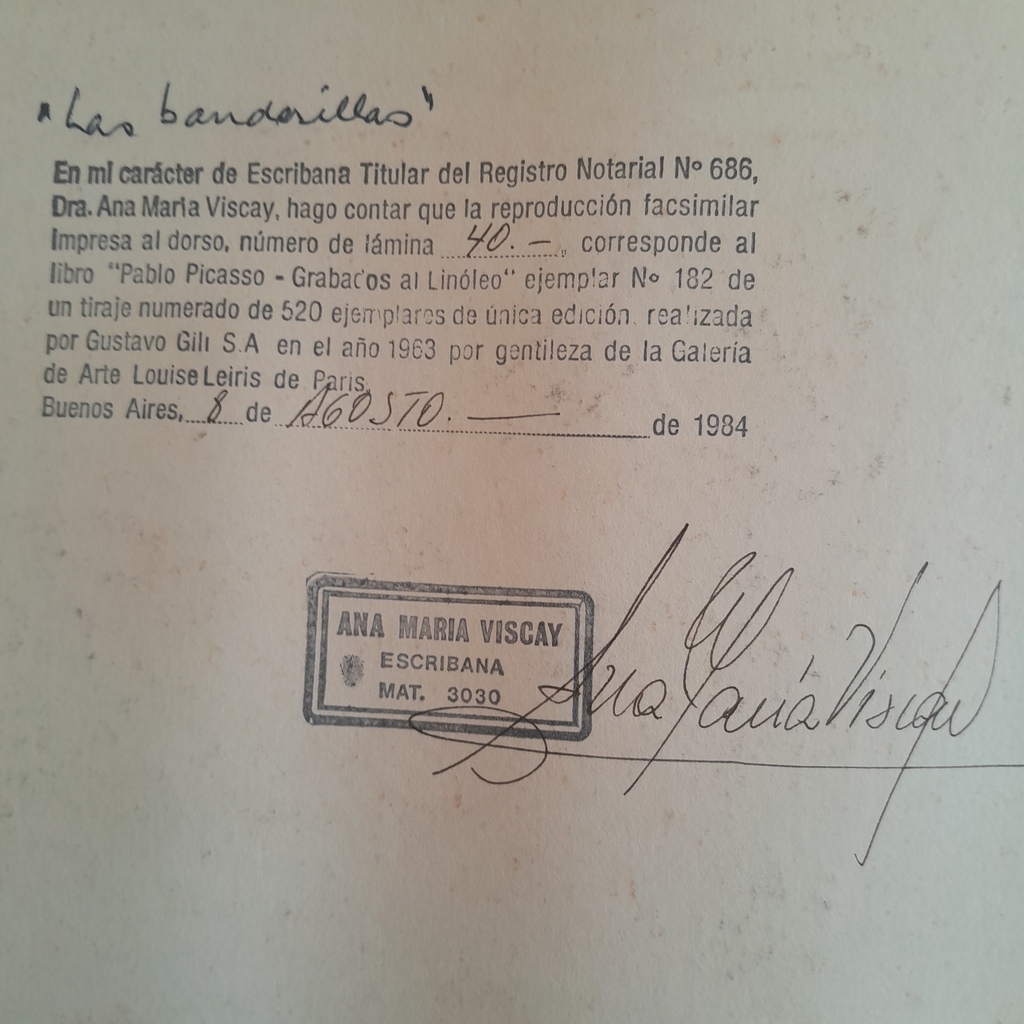 "Las banderillas"
En mi carácter de Escribana Titular del Registro Notarial Nº 686,
Dra. Ana Maria Viscay, hago contar que la reproducción facsimilar
Impresa al dorso, número de lámina 40.-, corresponde al
libro "Pablo Picasso - Grabados al Linóleo" ejemplar Nº 182 de
un tiraje numerado de 520 ejemplares de única edición. realizada
por Gustavo Gili S.A en el año 1963 por gentileza de la Galería
de Arte Louise Leiris de Paris.
Buenos Aires, 8 de AGOSTO. — de 1984
ANA MARIA VISCAY
ESCRIBANA
MAT. 3030
Ana María Viscay